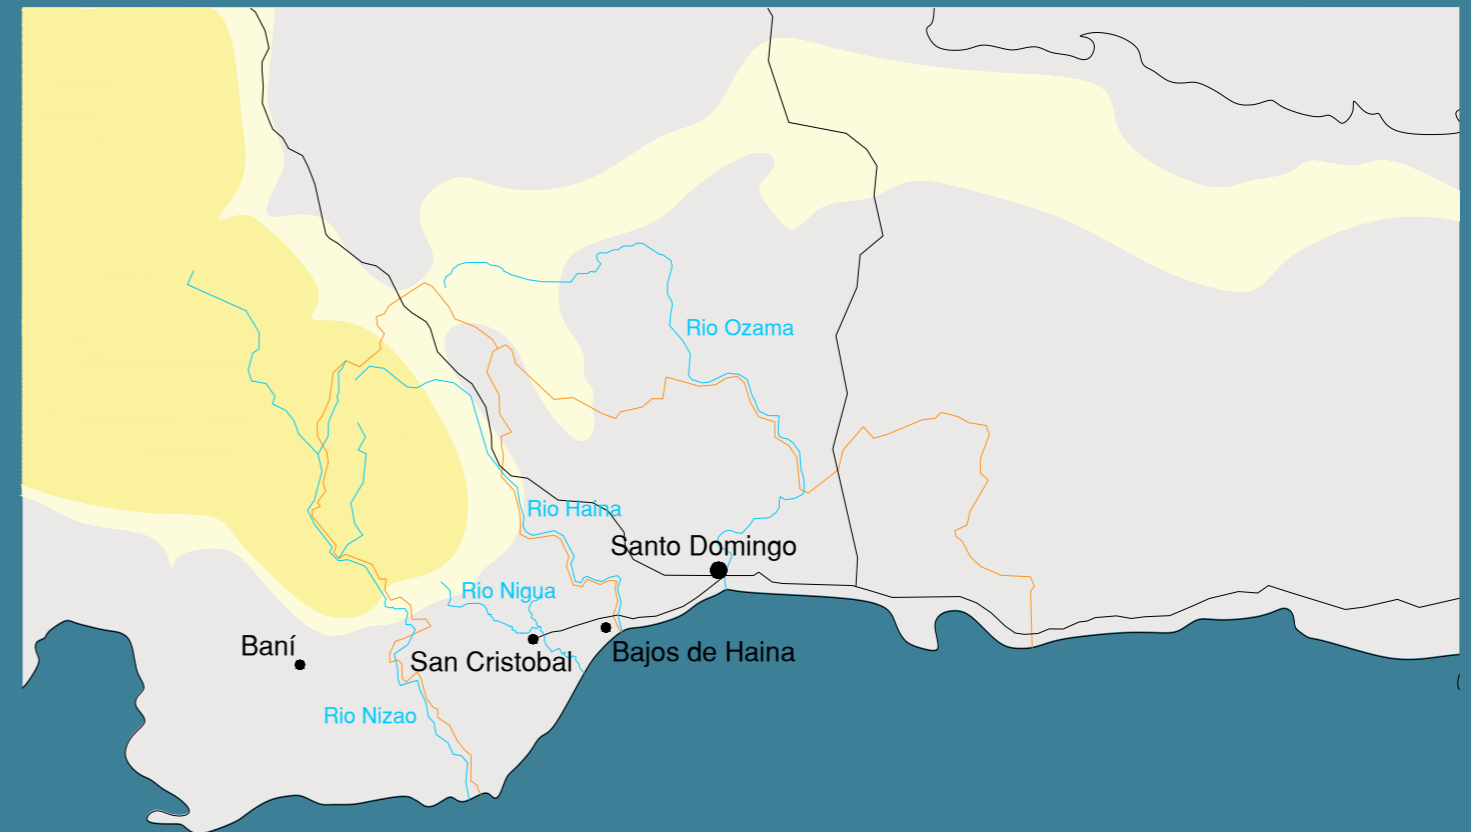 Rio Ozama
Rio Haina
Santo Domingo
Rio Nigua
Baní
San Cristobal
Bajos de Haina
Rio Nizao